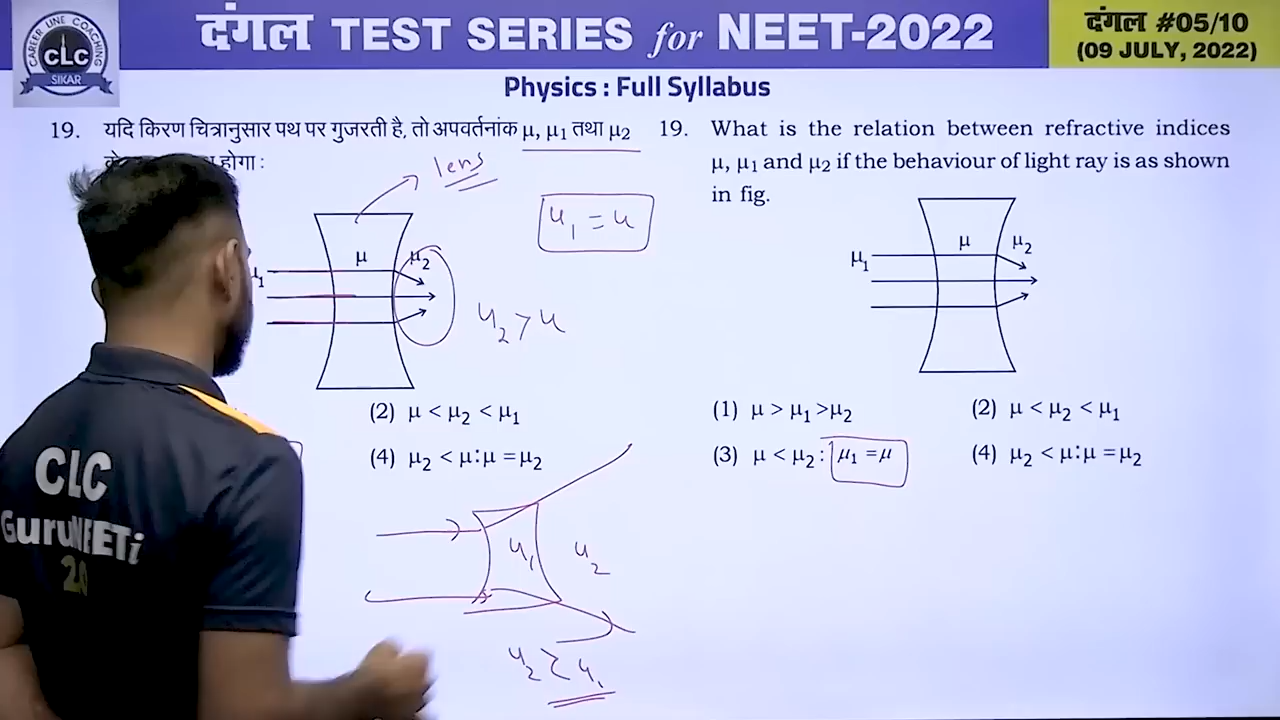 CAREER LINE COACHING
CLC
SIKAR
दंगल TEST SERIES for NEET-2022
दंगल #05/10
(09 JULY, 2022)
Physics : Full Syllabus
19. यदि किरण चित्रानुसार पथ पर गुजरती है, तो अपवर्तनांक μ, μ₁ तथा μ₂
होगा :
lens
u₁ = u
μ
μ₂
u₂ > u
(2) μ < μ₂ < μ₁
(4) μ₂ < μ : μ = μ₂
u₁
u₂
19. What is the relation between refractive indices
μ, μ₁ and μ₂ if the behaviour of light ray is as shown
in fig.
μ₁
μ
μ₂
(1) μ > μ₁ >μ₂
(2) μ < μ₂ < μ₁
(3) μ < μ₂ : μ₁ = μ
(4) μ₂ < μ : μ = μ₂
CLC